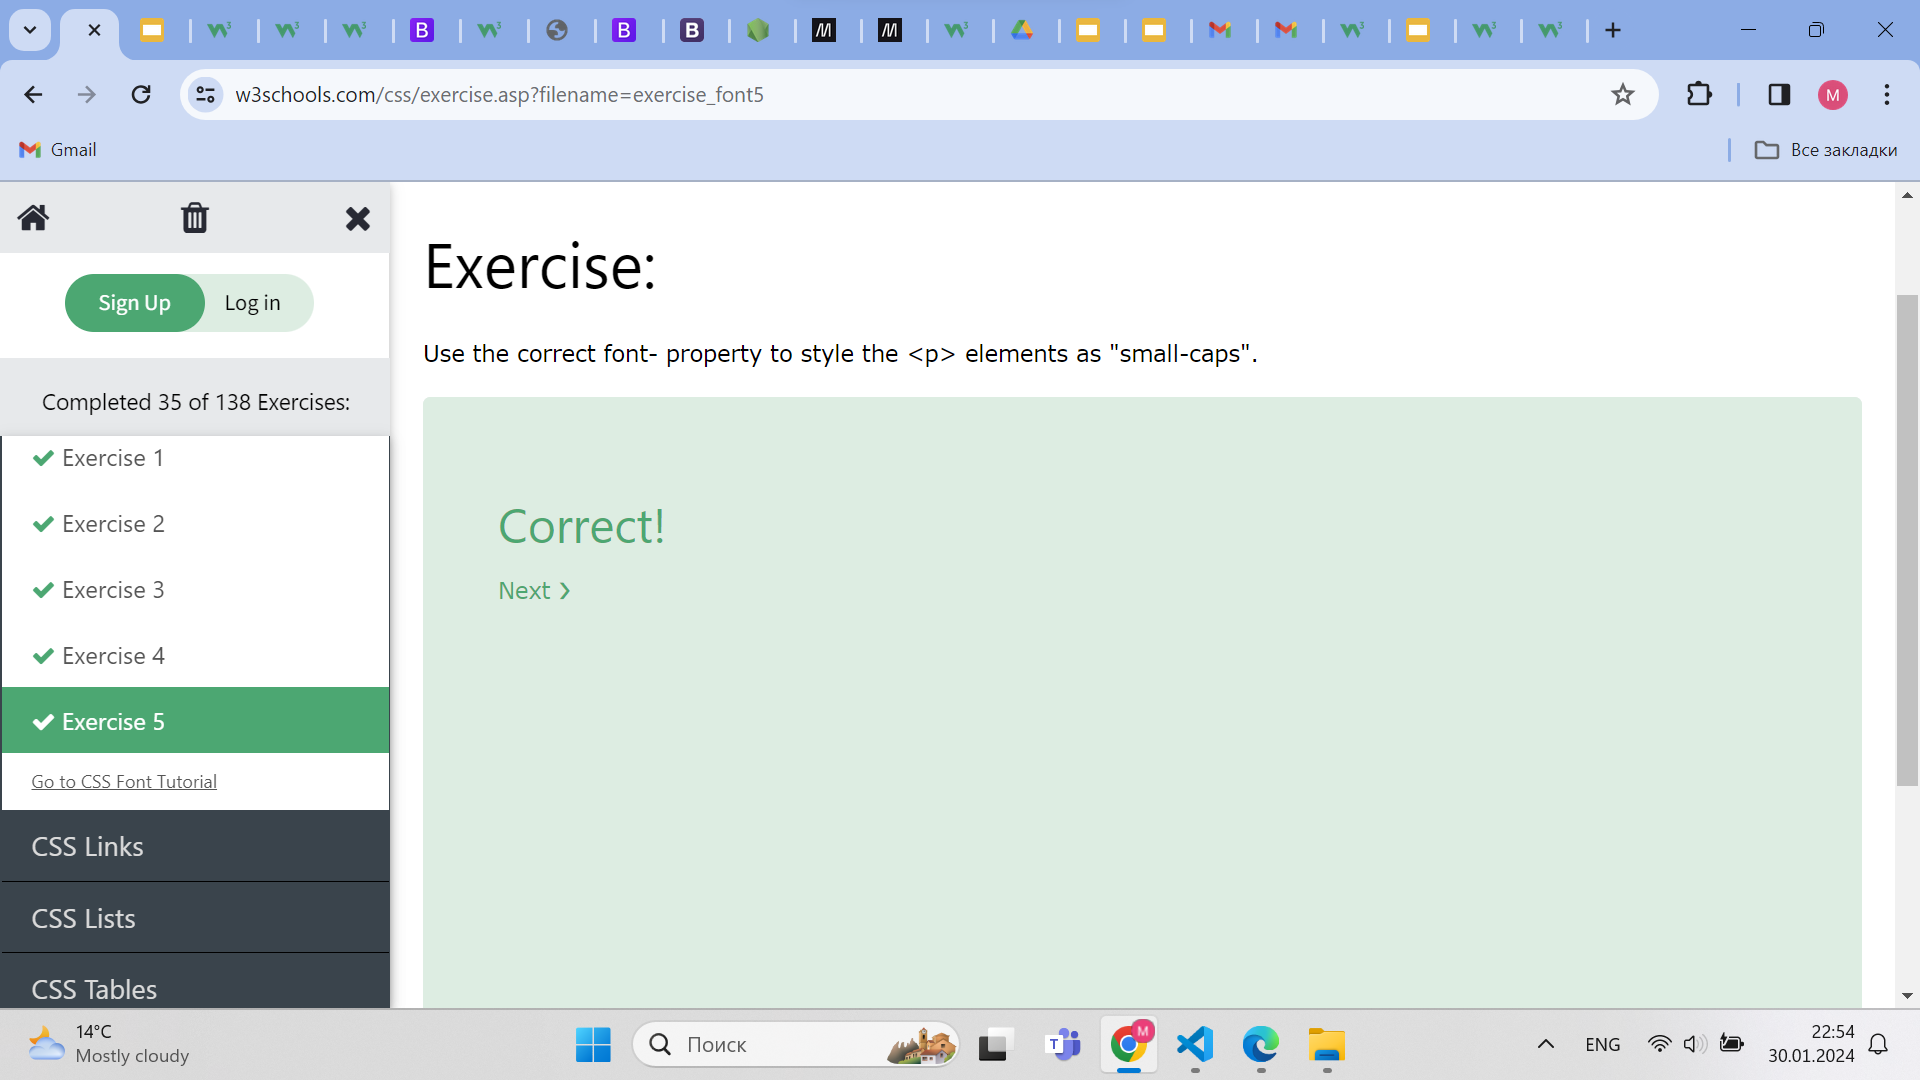 w3schools.com/css/exercise.asp?filename=exercise_font5
M
Gmail
Все закладки
Sign Up
Log in
Completed 35 of 138 Exercises:
Exercise 1
Exercise 2
Exercise 3
Exercise 4
Exercise 5
Go to CSS Font Tutorial
CSS Links
CSS Lists
CSS Tables
Exercise:
Use the correct font- property to style the <p> elements as "small-caps".
Correct!
Next ❯
14°C
Mostly cloudy
Поиск
ENG
22:54
30.01.2024